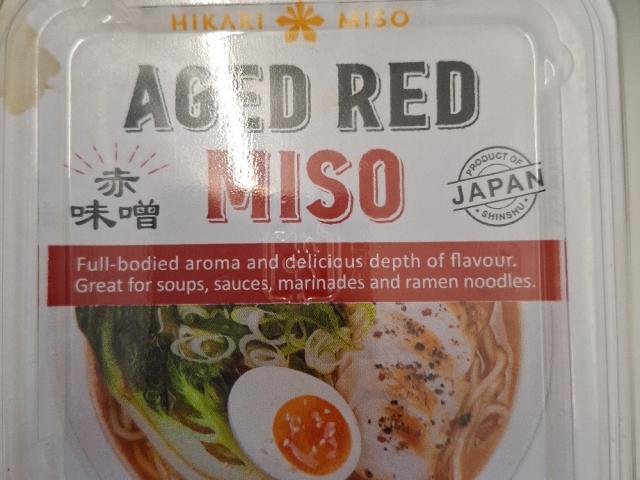 HIKARI MISO
AGED RED
MISO
赤
味噌
PRODUCT OF
JAPAN
SHINSHU
Full-bodied aroma and delicious depth of flavour.
Great for soups, sauces, marinades and ramen noodles.